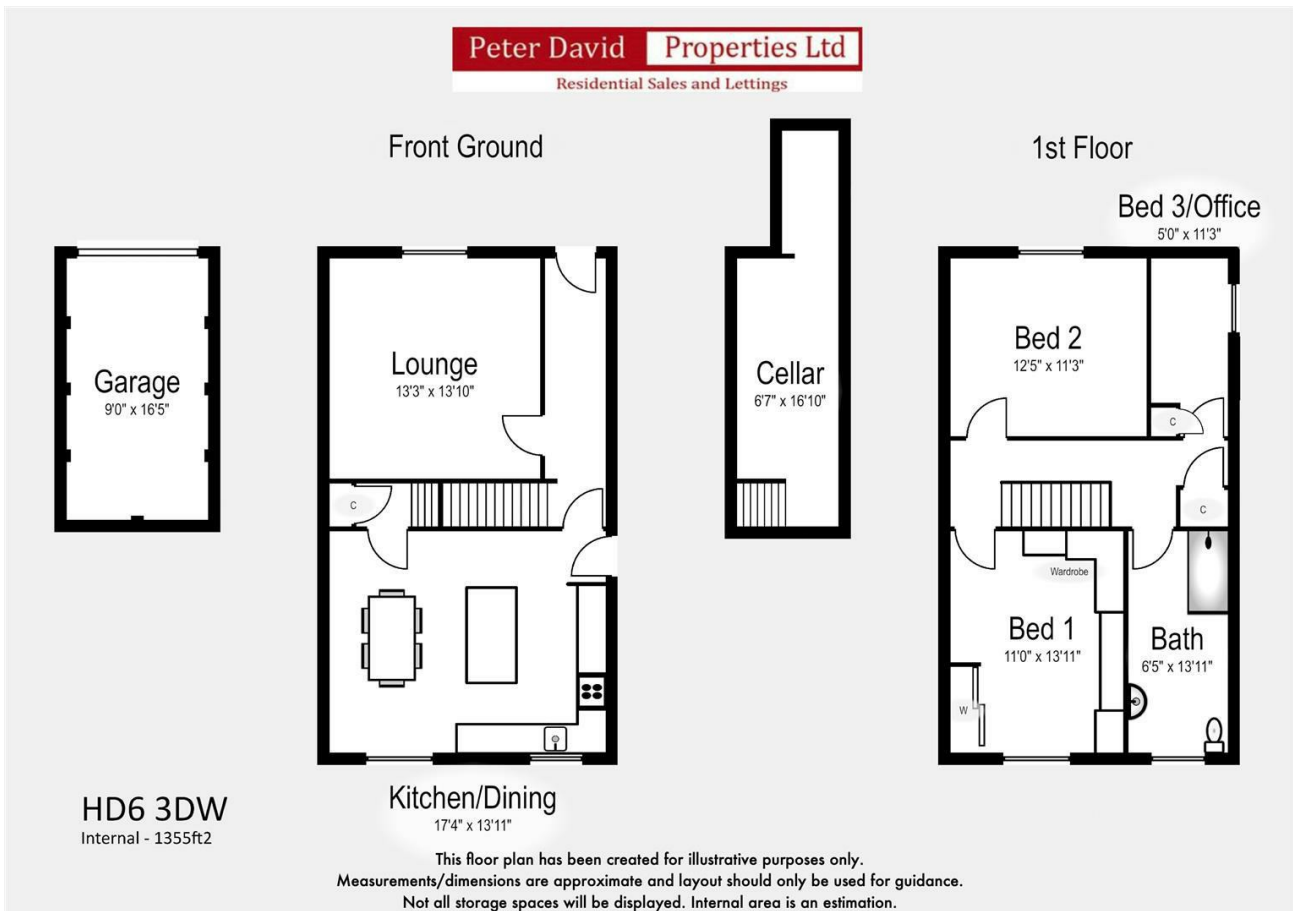 Peter David Properties Ltd
Residential Sales and Lettings
Front Ground
1st Floor
Bed 3/Office
5'0" x 11'3"
Garage
9'0" x 16'5"
Lounge
13'3" x 13'10"
Cellar
6'7" x 16'10"
Bed 2
12'5" x 11'3"
C
C
C
Wardrobe
Bed 1
11'0" x 13'11"
Bath
6'5" x 13'11"
W
Kitchen/Dining
17'4" x 13'11"
HD6 3DW
Internal - 1355ft2
This floor plan has been created for illustrative purposes only.
Measurements/dimensions are approximate and layout should only be used for guidance.
Not all storage spaces will be displayed. Internal area is an estimation.